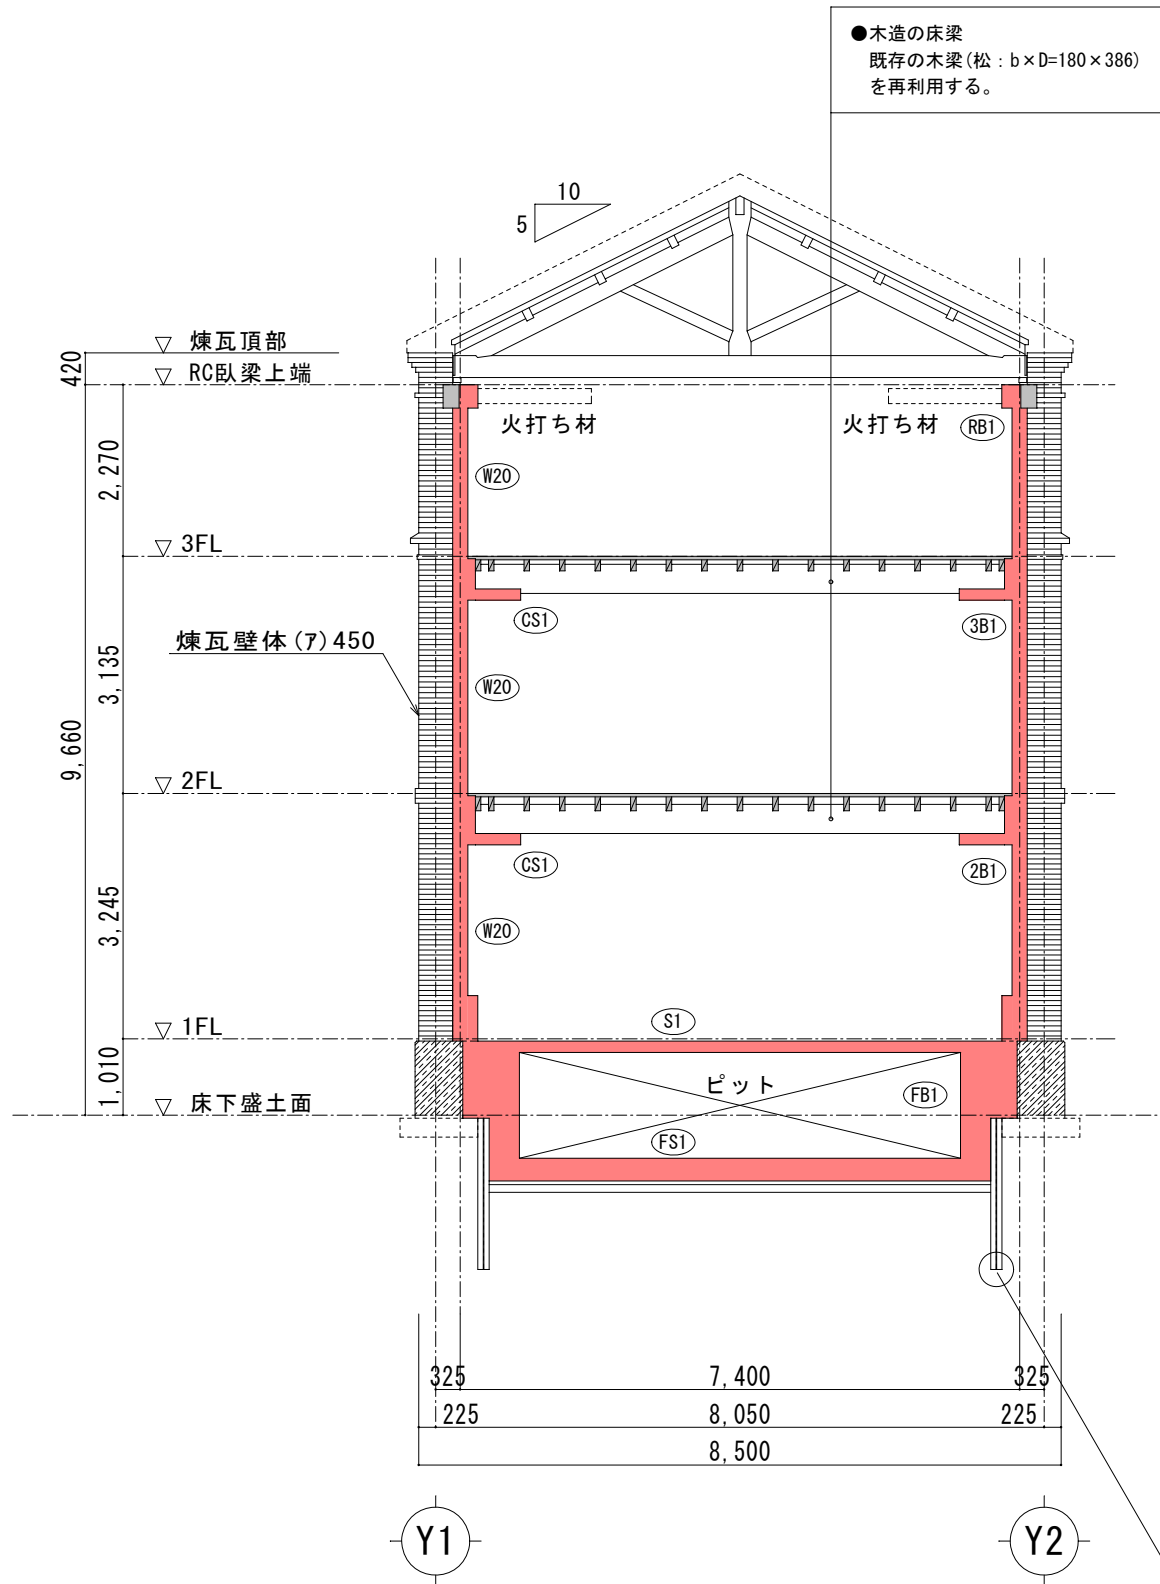 ●木造の床梁
既存の木梁(松：b×D=180×386)
を再利用する。
10
5
420
▽ 煉瓦頂部
▽ RC臥梁上端
火打ち材
火打ち材
RB1
2,270
W20
▽ 3FL
CS1
3B1
煉瓦壁体(ｱ)450
3,135
W20
9,660
▽ 2FL
CS1
2B1
3,245
W20
▽ 1FL
S1
1,010
ピット
FB1
▽ 床下盛土面
FS1
325
7,400
325
225
8,050
225
8,500
Y1
Y2